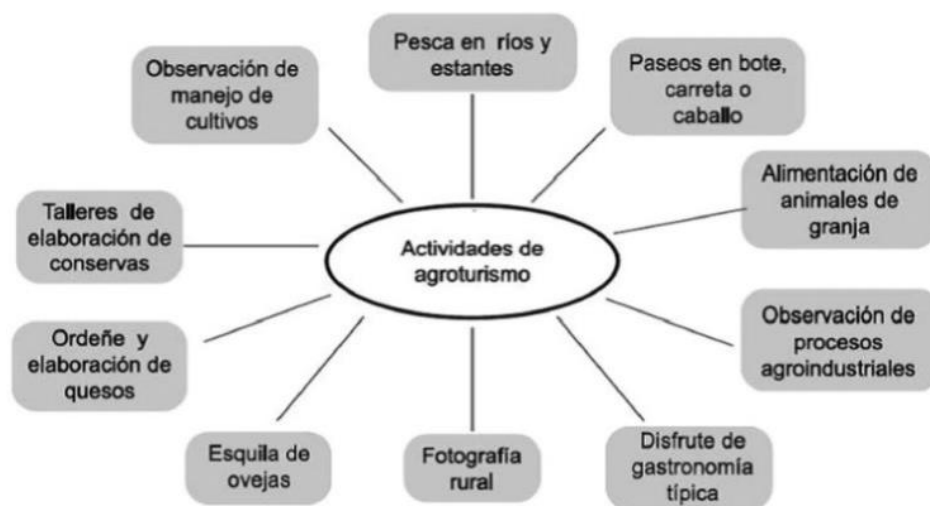 Pesca en ríos y
estantes
Paseos en bote,
carreta o
caballo
Observación de
manejo de
cultivos
Alimentación de
animales de
granja
Talleres de
elaboración de
conservas
Actividades de
agroturismo
Observación de
procesos
agroindustriales
Ordeñe y
elaboración de
quesos
Esquila de
ovejas
Fotografía
rural
Disfrute de
gastronomía
típica